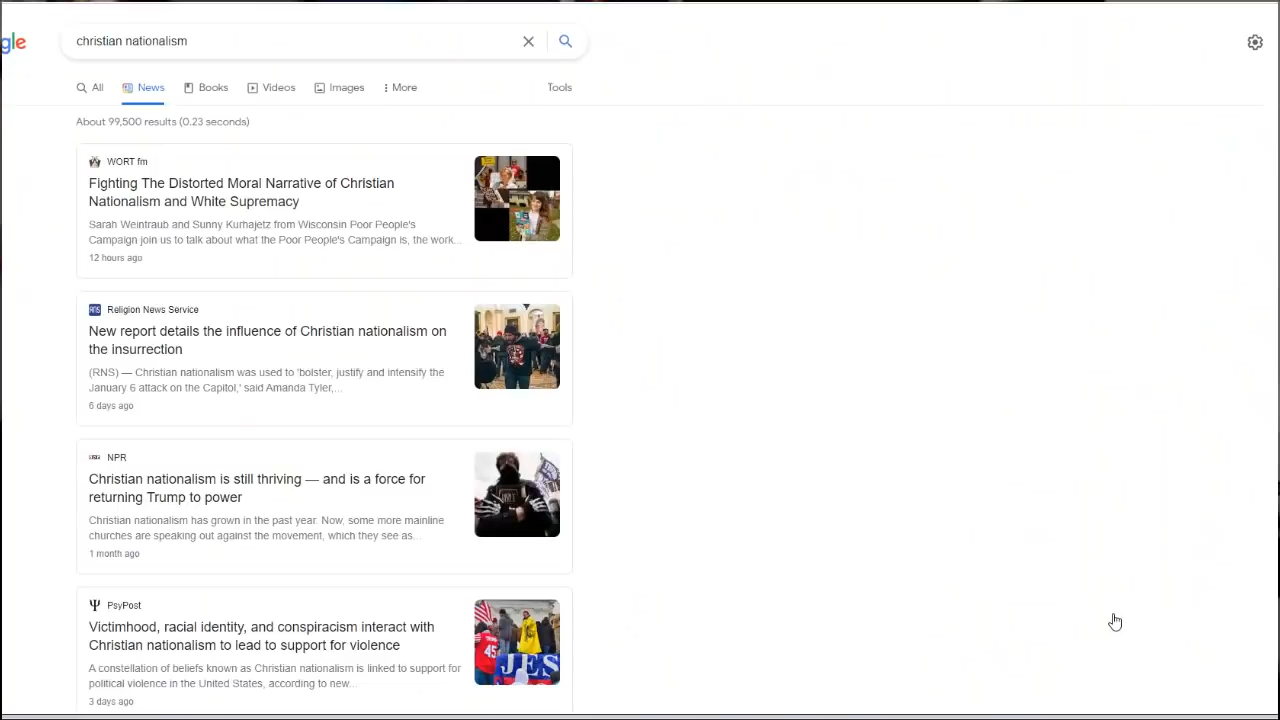 gle
christian nationalism
All News Books Videos Images More Tools
About 99,500 results (0.23 seconds)
WORT fm
Fighting The Distorted Moral Narrative of Christian
Nationalism and White Supremacy
Sarah Weintraub and Sunny Kurhajetz from Wisconsin Poor People's
Campaign join us to talk about what the Poor People's Campaign is, the work...
12 hours ago
RNS Religion News Service
New report details the influence of Christian nationalism on
the insurrection
(RNS) — Christian nationalism was used to 'bolster, justify and intensify the
January 6 attack on the Capitol,' said Amanda Tyler,...
6 days ago
NPR
Christian nationalism is still thriving — and is a force for
returning Trump to power
Christian nationalism has grown in the past year. Now, some more mainline
churches are speaking out against the movement, which they see as...
1 month ago
Ψ PsyPost
Victimhood, racial identity, and conspiracism interact with
Christian nationalism to lead to support for violence
A constellation of beliefs known as Christian nationalism is linked to support for
political violence in the United States, according to new...
3 days ago
45
JES